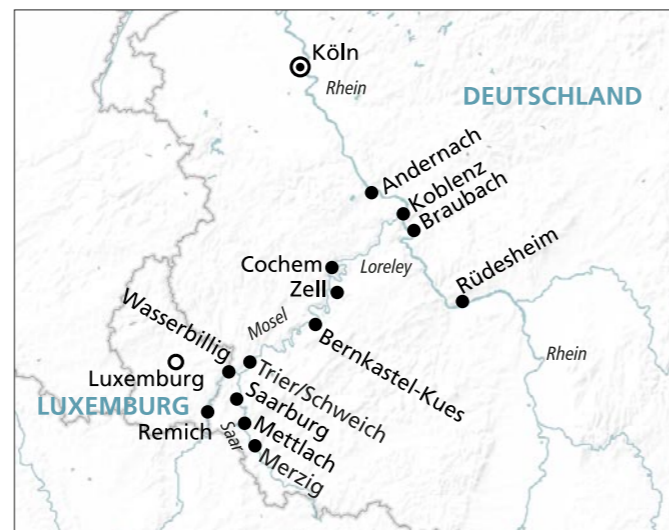 Köln
Rhein
DEUTSCHLAND
Andernach
Koblenz
Braubach
Cochem
Loreley
Rüdesheim
Zell
Wasserbillig
Mosel
Bernkastel-Kues
Rhein
Luxemburg
Trier/Schweich
LUXEMBURG
Saarburg
Remich
Saar
Mettlach
Merzig